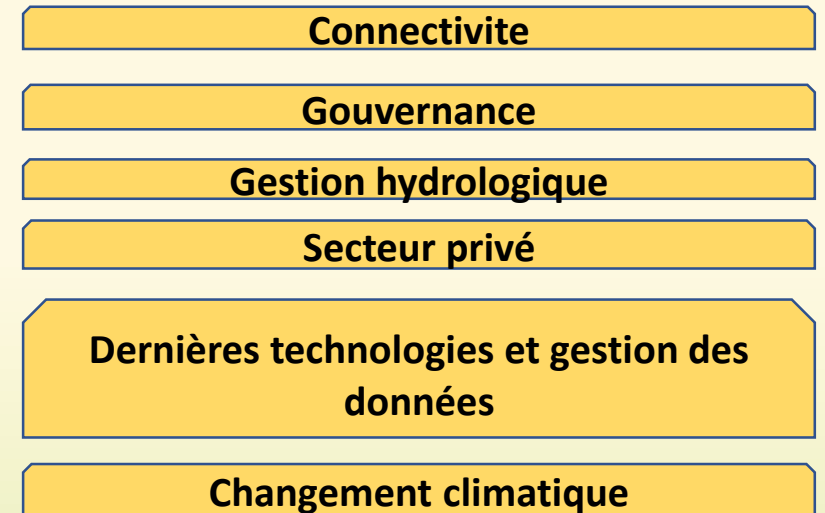 Connectivite
Gouvernance
Gestion hydrologique
Secteur privé
Dernières technologies et gestion des
données
Changement climatique